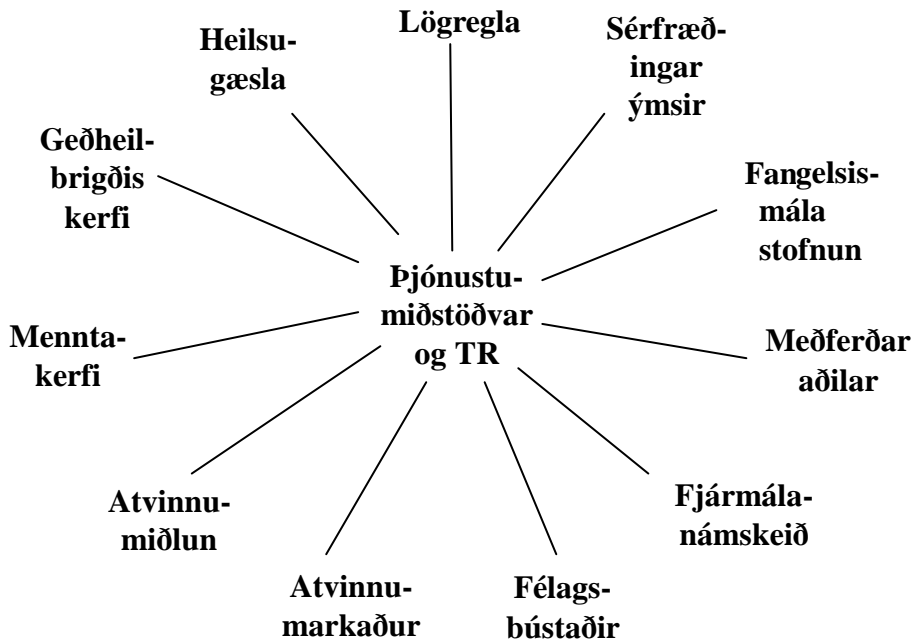 Lögregla
Sérfræð-
ingar
ýmsir
Fangelsis-
mála
stofnun
Meðferðar
aðilar
Fjármála-
námskeið
Félags-
bústaðir
Atvinnu-
markaður
Atvinnu-
miðlun
Mennta-
kerfi
Geðheil-
brigðis
kerfi
Heilsu-
gæsla
Þjónustu-
miðstöðvar
og TR